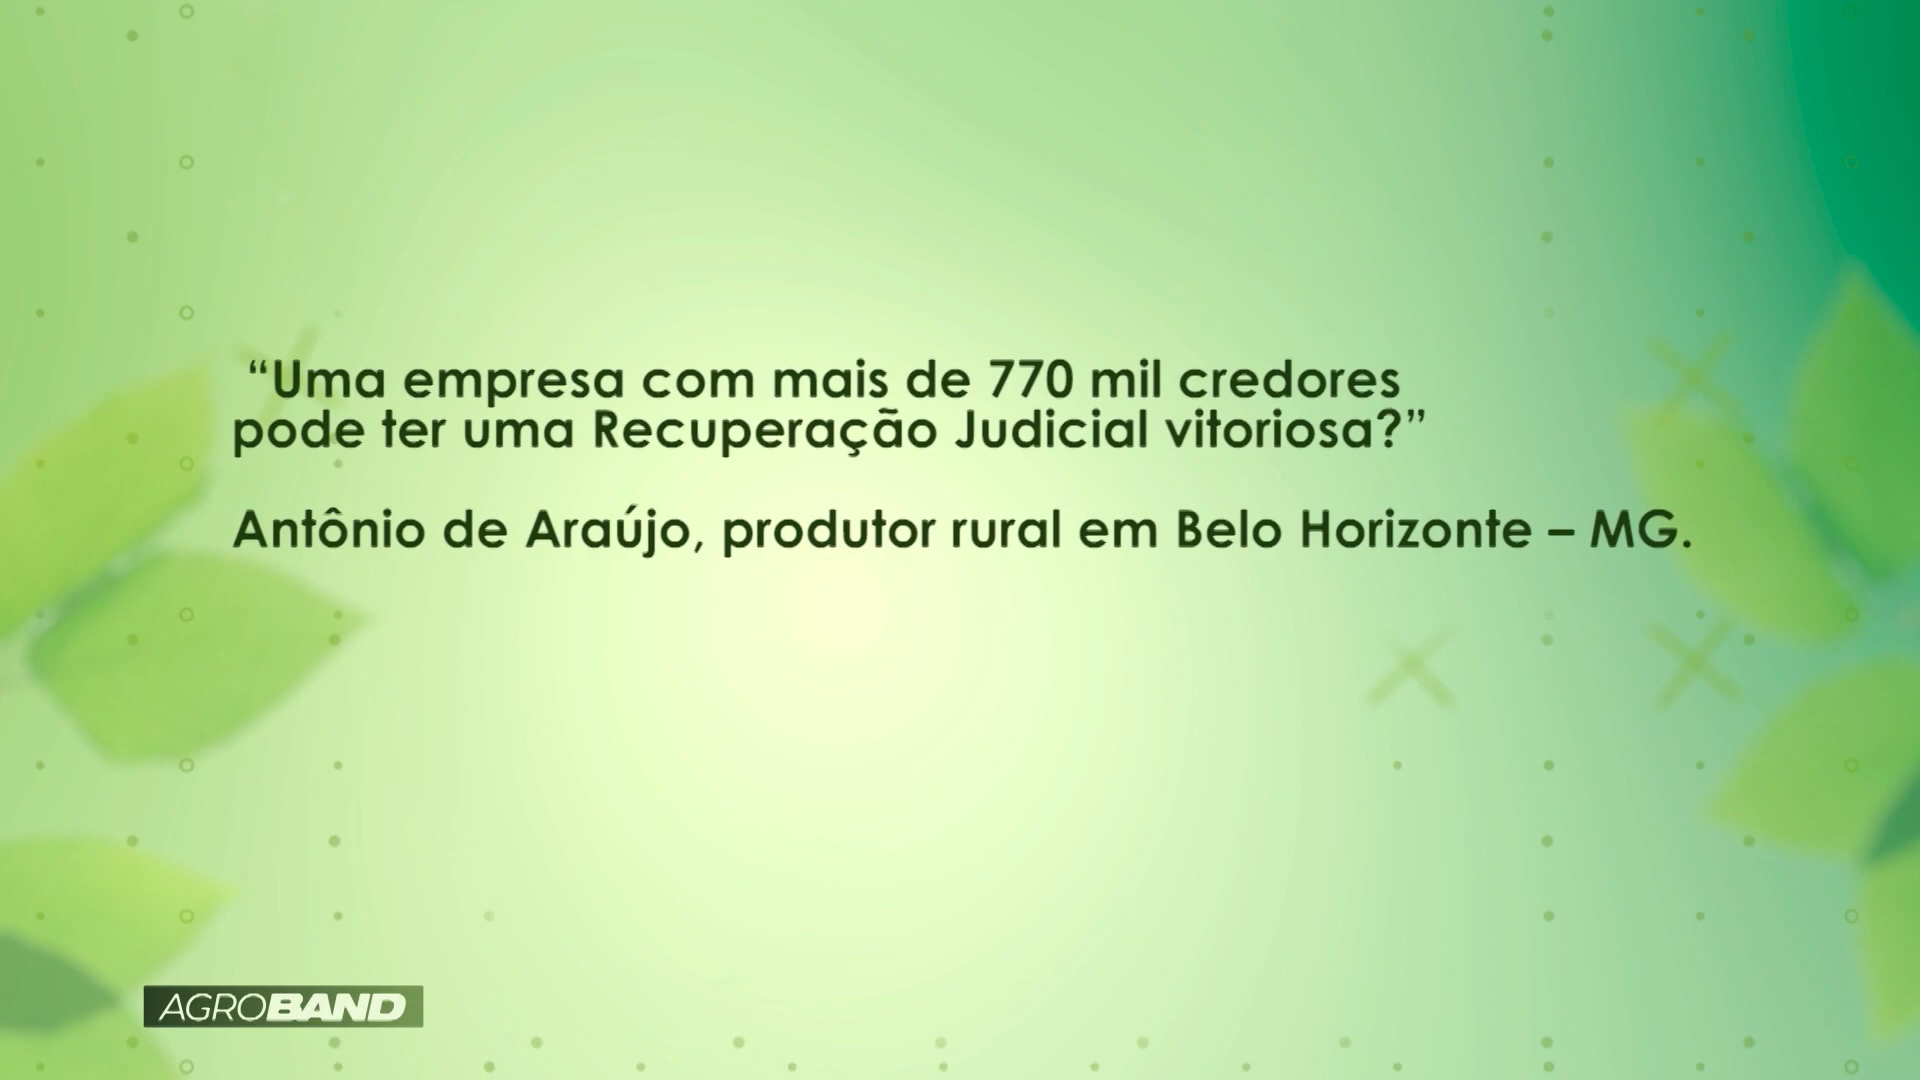 “Uma empresa com mais de 770 mil credores
pode ter uma Recuperação Judicial vitoriosa?”
Antônio de Araújo, produtor rural em Belo Horizonte – MG.
AGROBAND